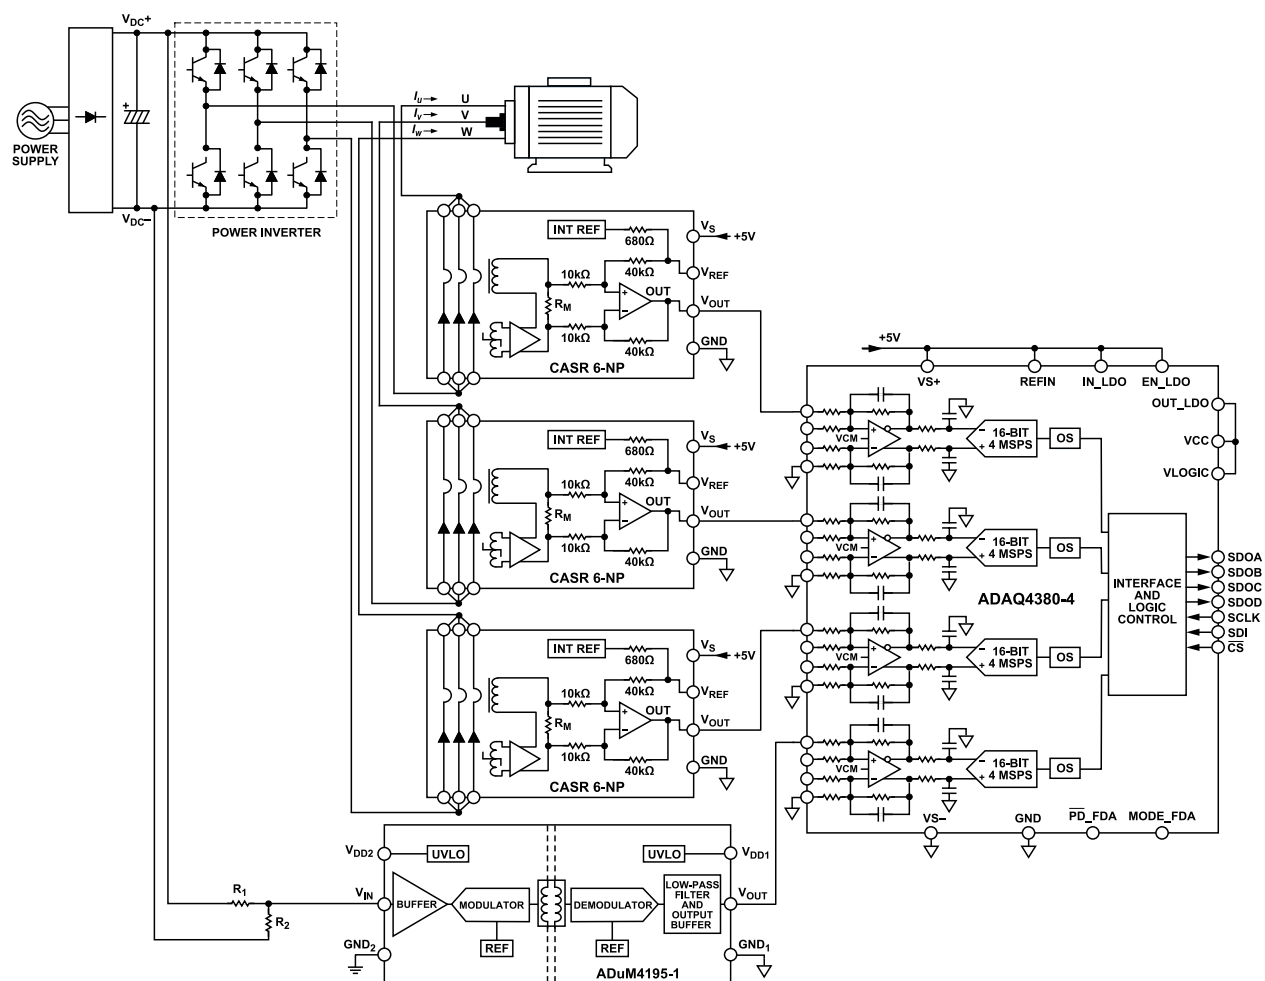 VDC+
POWER
SUPPLY
+
VDC−
POWER INVERTER
Iu
U
Iv
V
Iw
W
INT REF
680Ω
VS
+5V
10kΩ
40kΩ
VREF
RM
+
−
OUT
VOUT
10kΩ
40kΩ
GND
CASR 6-NP
INT REF
680Ω
VS
+5V
10kΩ
40kΩ
VREF
RM
+
−
OUT
VOUT
10kΩ
40kΩ
GND
CASR 6-NP
INT REF
680Ω
VS
+5V
10kΩ
40kΩ
VREF
RM
+
−
OUT
VOUT
10kΩ
40kΩ
GND
CASR 6-NP
+5V
VS+
REFIN
IN_LDO
EN_LDO
OUT_LDO
VCC
VLOGIC
VCM
+
−
−
+
16-BIT
4 MSPS
OS
VCM
+
−
−
+
16-BIT
4 MSPS
OS
ADAQ4380-4
VCM
+
−
−
+
16-BIT
4 MSPS
OS
VCM
+
−
−
+
16-BIT
4 MSPS
OS
INTERFACE
AND
LOGIC
CONTROL
SDOA
SDOB
SDOC
SDOD
SCLK
SDI
CS
VS−
GND
PD_FDA
MODE_FDA
VDD2
UVLO
UVLO
VDD1
R1
R2
VIN
BUFFER
MODULATOR
DEMODULATOR
LOW-PASS
FILTER
AND
OUTPUT
BUFFER
VOUT
REF
REF
GND2
GND1
ADuM4195-1